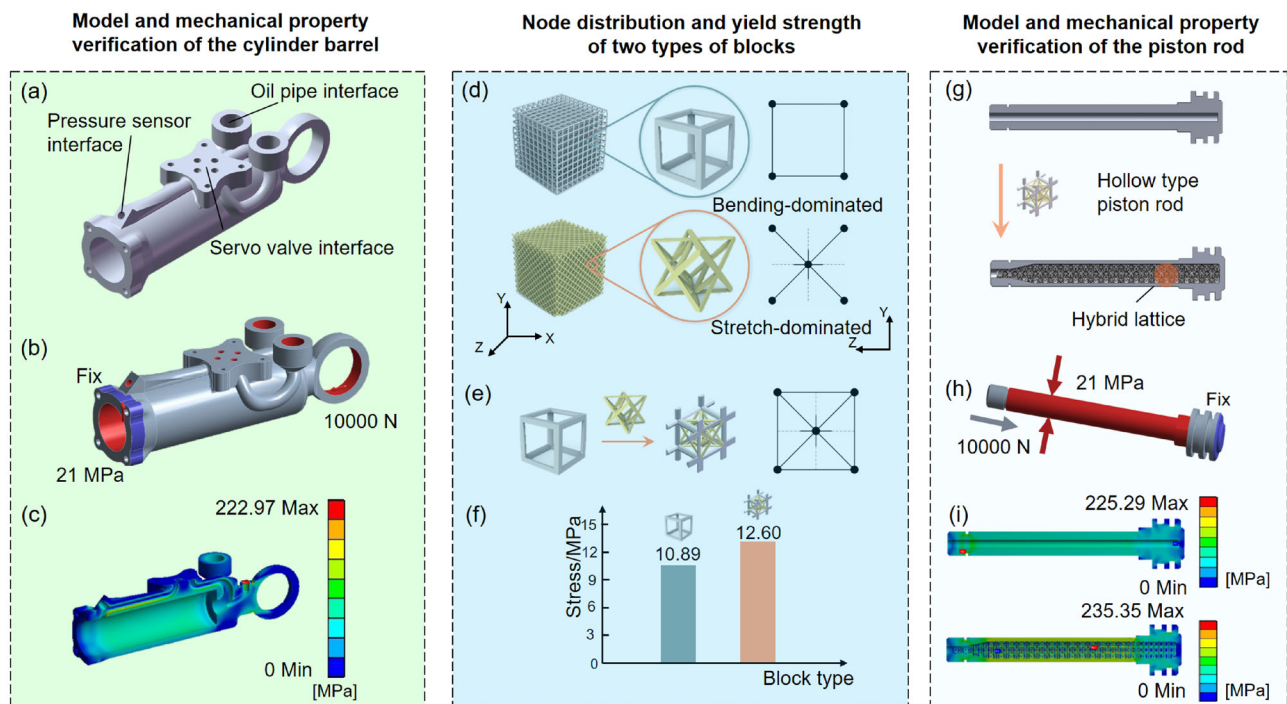 Model and mechanical property
verification of the cylinder barrel
(a)
Oil pipe interface
Pressure sensor
interface
Servo valve interface
(b)
Fix
10000 N
21 MPa
(c)
222.97 Max
0 Min
[MPa]
Node distribution and yield strength
of two types of blocks
(d)
Bending-dominated
Stretch-dominated
Y
X
Z
Y
Z
(e)
(f)
Stress/MPa
15
12
9
6
3
0
10.89
12.60
Block type
Model and mechanical property
verification of the piston rod
(g)
Hollow type
piston rod
Hybrid lattice
(h)
21 MPa
Fix
10000 N
(i)
225.29 Max
0 Min
[MPa]
235.35 Max
0 Min
[MPa]